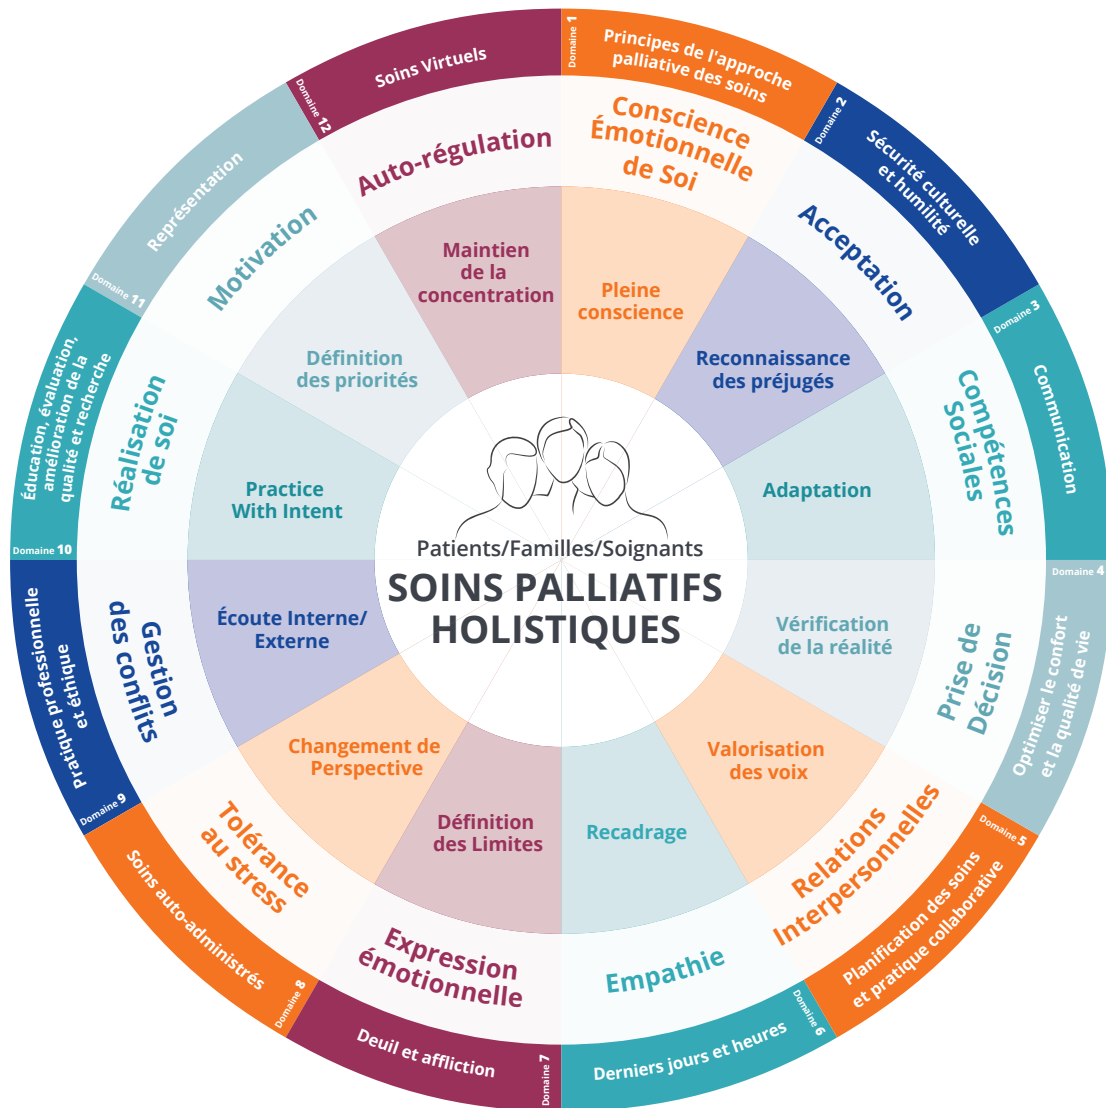 Patients/Familles/Soignants
SOINS PALLIATIFS
HOLISTIQUES
Domaine 1
Principes de l'approche
palliative des soins
Conscience
Émotionnelle
de Soi
Pleine
conscience
Domaine 2
Sécurité culturelle
et humilité
Acceptation
Reconnaissance
des préjugés
Domaine 3
Communication
Compétences
Sociales
Adaptation
Domaine 4
Optimiser le confort
et la qualité de vie
Prise de
Décision
Vérification
de la réalité
Domaine 5
Planification des soins
et pratique collaborative
Relations
Interpersonnelles
Valorisation
des voix
Domaine 6
Derniers jours et heures
Empathie
Recadrage
Domaine 7
Deuil et affliction
Expression
émotionnelle
Définition
des Limites
Domaine 8
Soins auto-administrés
Tolérance
au stress
Changement de
Perspective
Domaine 9
Pratique professionnelle
et éthique
Gestion
des conflits
Écoute Interne/
Externe
Domaine 10
Éducation, évaluation,
amélioration de la
qualité et recherche
Réalisation
de soi
Practice
With Intent
Domaine 11
Représentation
Motivation
Définition
des priorités
Domaine 12
Soins Virtuels
Auto-régulation
Maintien
de la
concentration